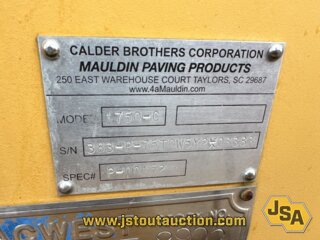 CALDER BROTHERS CORPORATION
MAULDIN PAVING PRODUCTS
250 EAST WAREHOUSE COURT TAYLORS, SC 29687
www.4aMauldin.com
MODEL 1750-C
S/N
SPEC#
JSA
www.jstoutauction.com